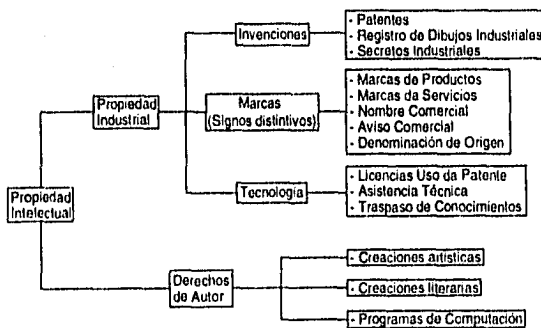 Invenciones
- Patentes
- Registro de Dibujos Industriales
- Secretos Industriales
Propiedad
Industrial
Marcas
(Signos distintivos)
- Marcas de Productos
- Marcas da Servicios
- Nombre Comercial
- Aviso Comercial
- Denominación de Origen
Tecnología
- Licencias Uso da Patente
- Asistencia Técnica
- Traspaso de Conocimientos
Propiedad
Intelectual
Derechos
de Autor
- Creaciones artísticas
- Creaciones literarias
- Programas de Computación